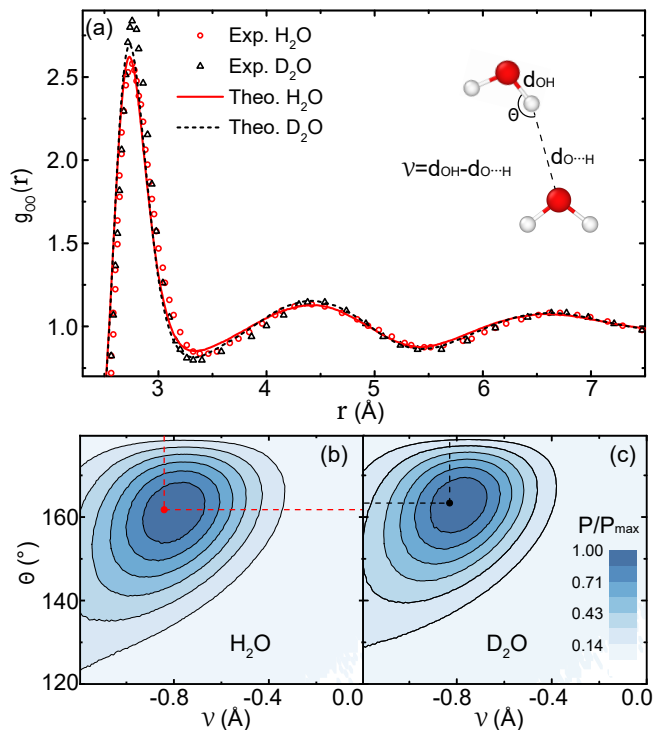 (a)
Exp. H₂O
Exp. D₂O
Theo. H₂O
Theo. D₂O
dOH
Θ
dO···H
ν=dOH-dO···H
gOO(r)
2.5
2.0
1.5
1.0
3 4 5 6 7
r (Å)
(b)
(c)
Θ (°)
160
140
120
H₂O
D₂O
P/Pmax
1.00
0.71
0.43
0.14
-0.8 -0.4 0.0
-0.8 -0.4 0.0
ν (Å)
ν (Å)